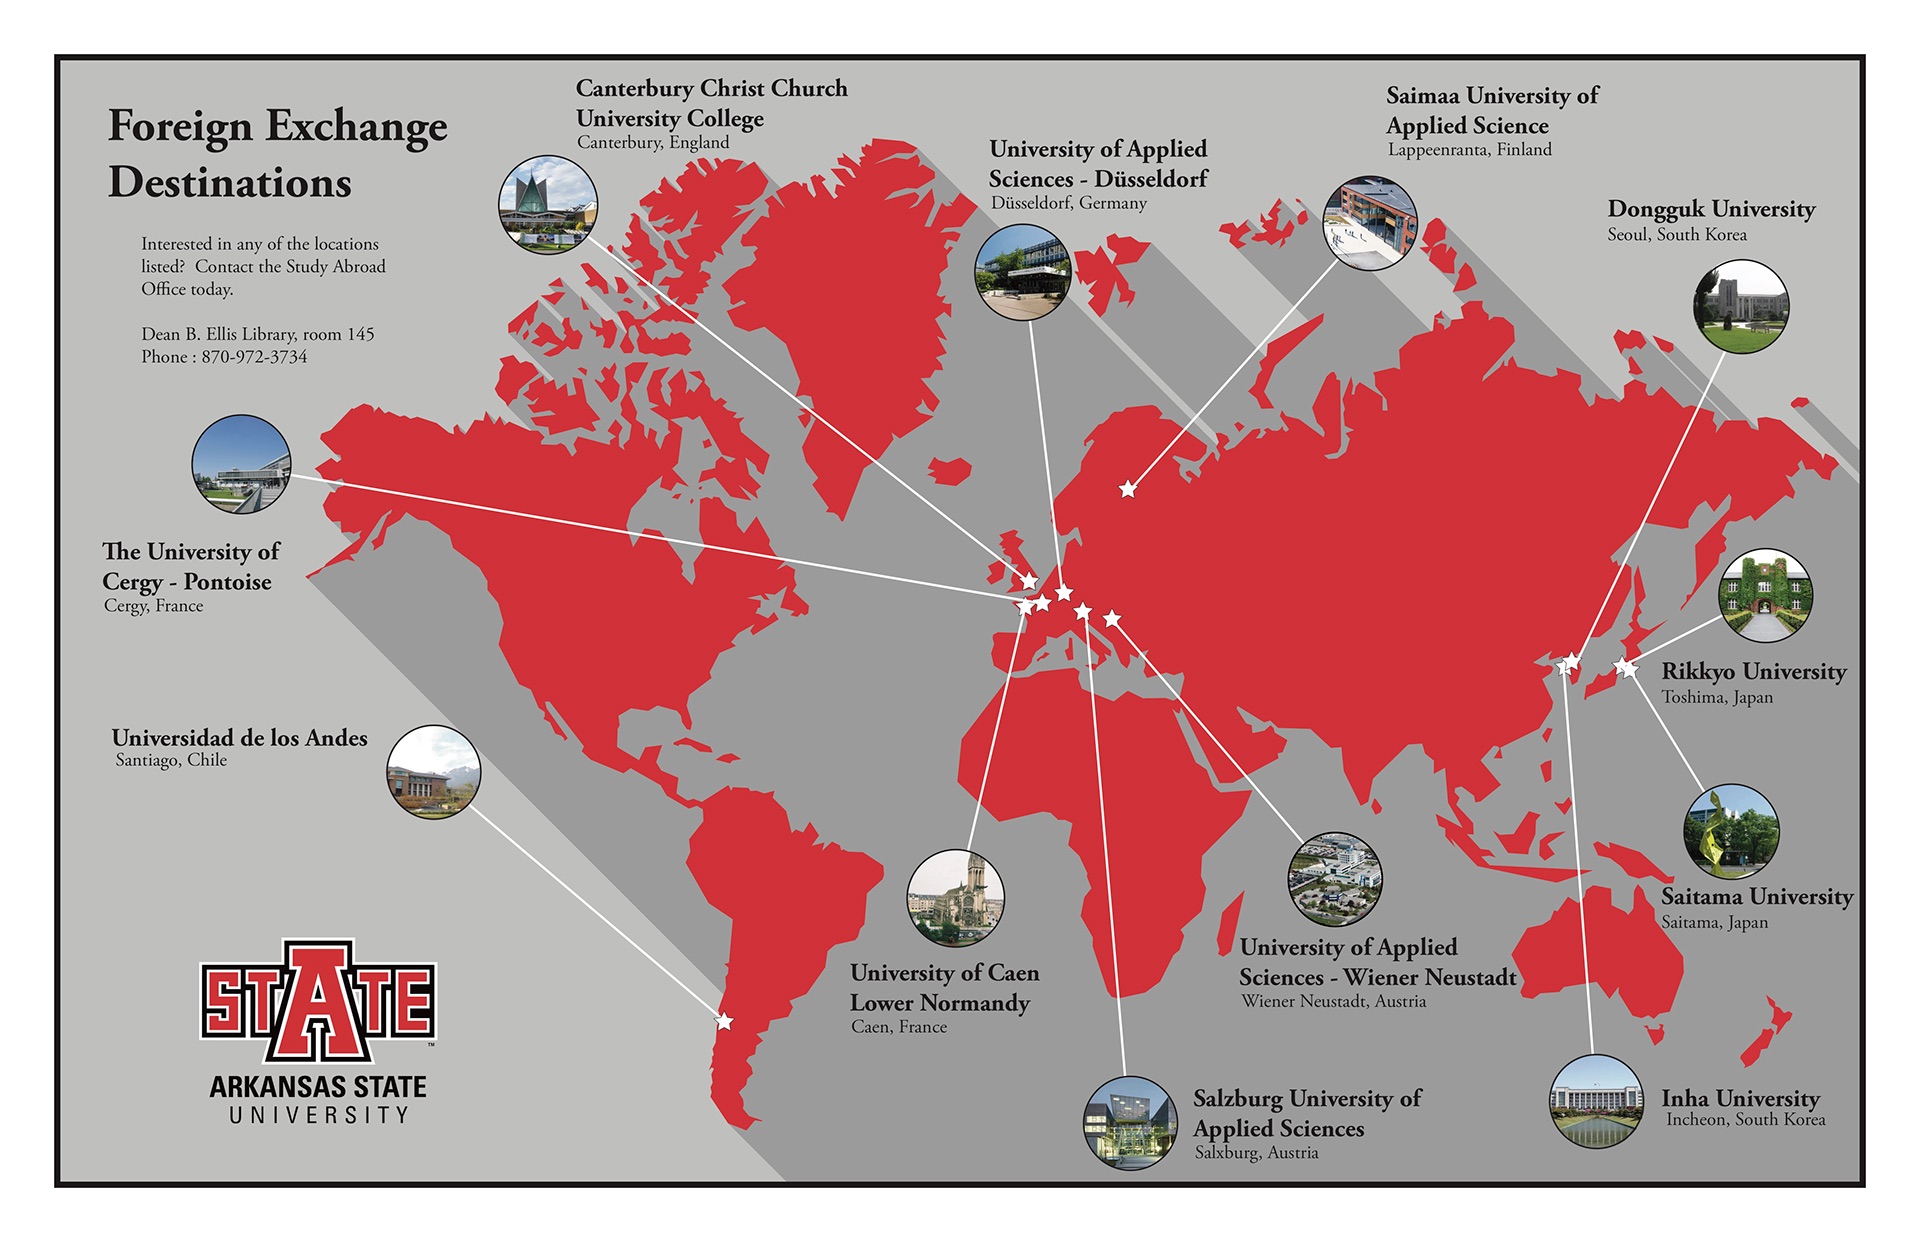 Foreign Exchange
Destinations
Interested in any of the locations
listed?  Contact the Study Abroad
Office today.
Dean B. Ellis Library, room 145
Phone : 870-972-3734
Canterbury Christ Church
University College
Canterbury, England
University of Applied
Sciences - Düsseldorf
Düsseldorf, Germany
Saimaa University of
Applied Science
Lappeenranta, Finland
Dongguk University
Seoul, South Korea
The University of
Cergy - Pontoise
Cergy, France
Rikkyo University
Toshima, Japan
Universidad de los Andes
Santiago, Chile
Saitama University
Saitama, Japan
University of Applied
Sciences - Wiener Neustadt
Wiener Neustadt, Austria
University of Caen
Lower Normandy
Caen, France
Salzburg University of
Applied Sciences
Salxburg, Austria
Inha University
Incheon, South Korea
STATE
™
ARKANSAS STATE
UNIVERSITY